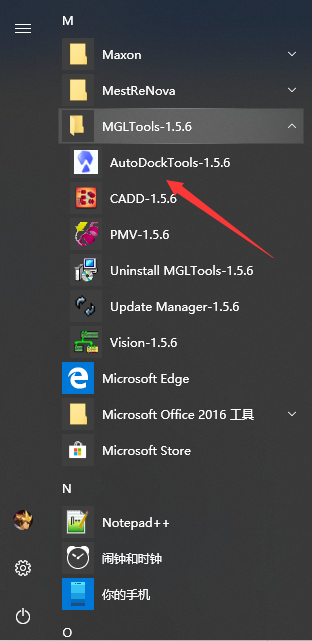 M
Maxon
MestReNova
MGLTools-1.5.6
AutoDockTools-1.5.6
CADD-1.5.6
PMV-1.5.6
Uninstall MGLTools-1.5.6
Update Manager-1.5.6
Vision-1.5.6
Microsoft Edge
Microsoft Office 2016 工具
Microsoft Store
N
Notepad++
闹钟和时钟
你的手机
O